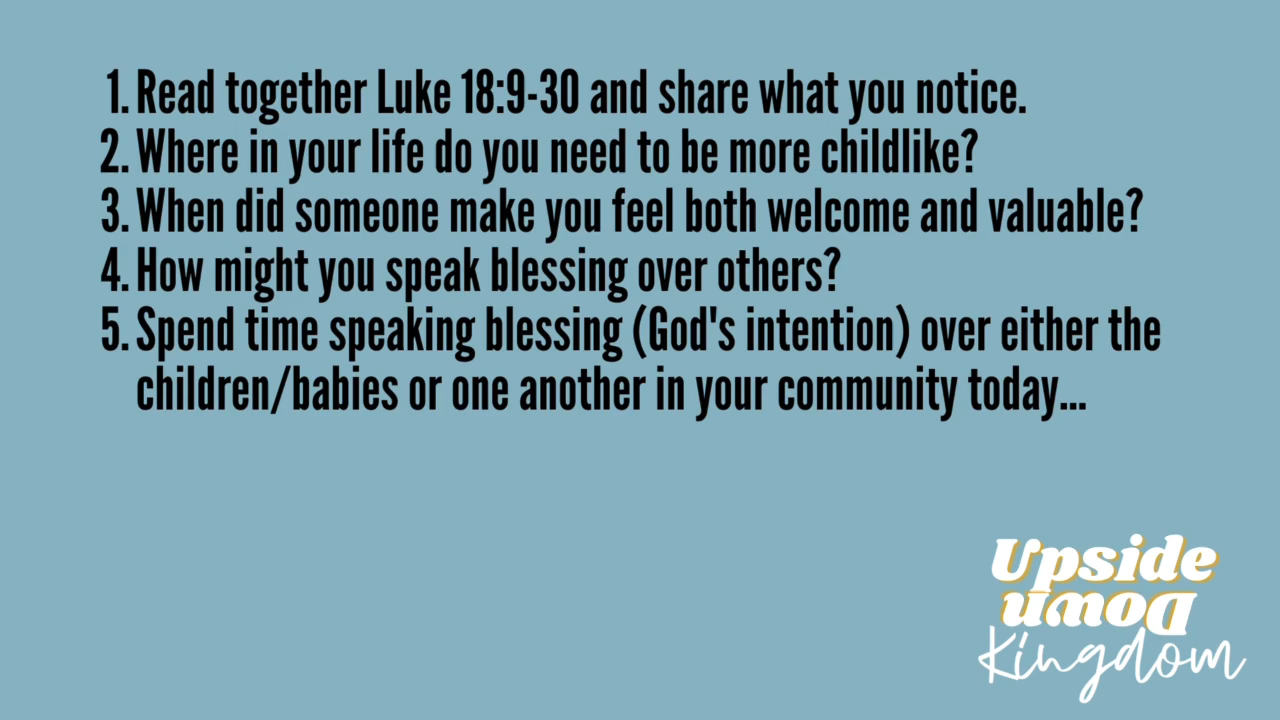 1. Read together Luke 18:9-30 and share what you notice.
2. Where in your life do you need to be more childlike?
3. When did someone make you feel both welcome and valuable?
4. How might you speak blessing over others?
5. Spend time speaking blessing (God's intention) over either the
children/babies or one another in your community today...
Upside
Down
Kingdom